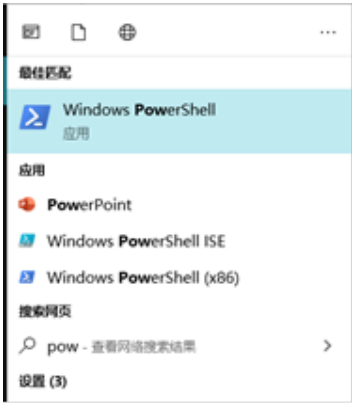 最佳匹配
Windows PowerShell
应用
应用
PowerPoint
Windows PowerShell ISE
Windows PowerShell (x86)
搜索网页
pow - 查看网络搜索结果
设置 (3)